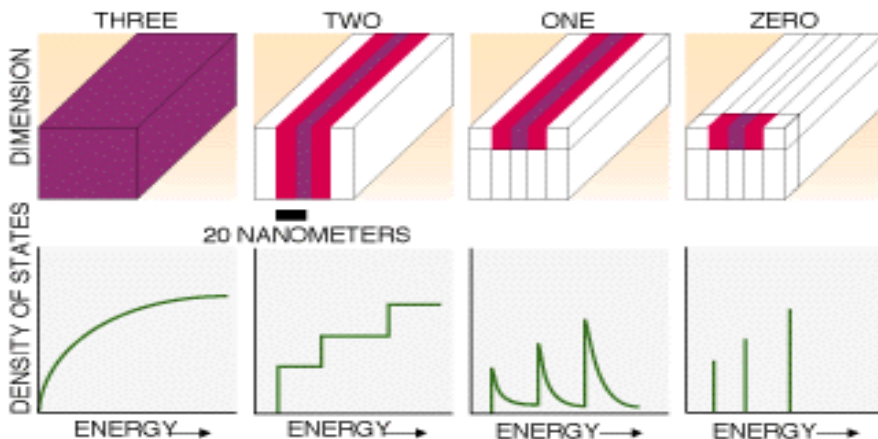 THREE TWO ONE ZERO
DIMENSION
20 NANOMETERS
DENSITY OF STATES
ENERGY ENERGY ENERGY ENERGY